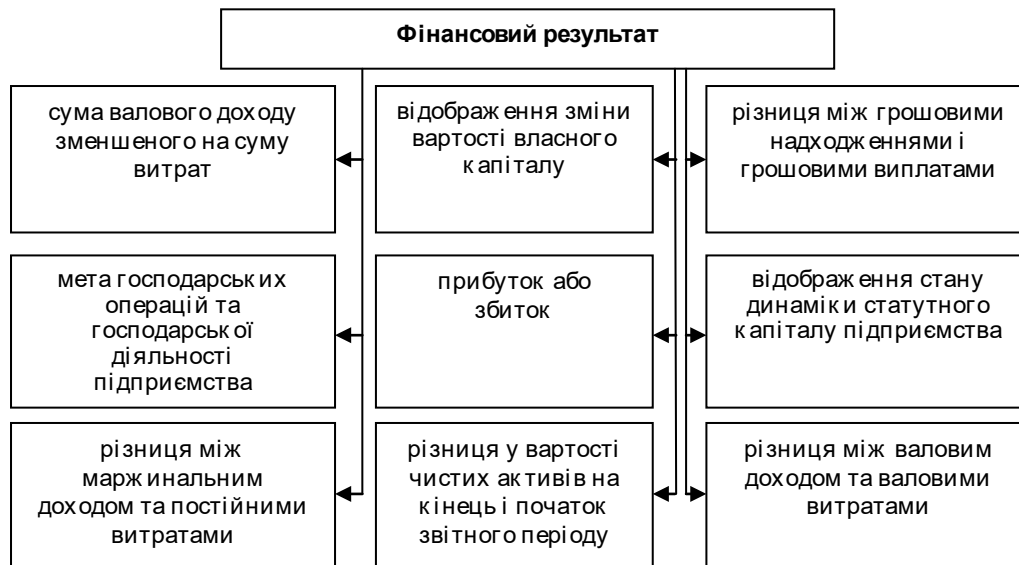 Фінансовий результат
сума валового доходу
зменшеного на суму
витрат
відображення зміни
вартості власного
капіталу
різниця між грошовими
надходженнями і
грошовими виплатами
мета господарських
операцій та
господарської
діяльності
підприємства
прибуток або
збиток
відображення стану
динаміки статутного
капіталу підприємства
різниця між
маржинальним
доходом та постійними
витратами
різниця у вартості
чистих активів на
кінець і початок
звітного періоду
різниця між валовим
доходом та валовими
витратами